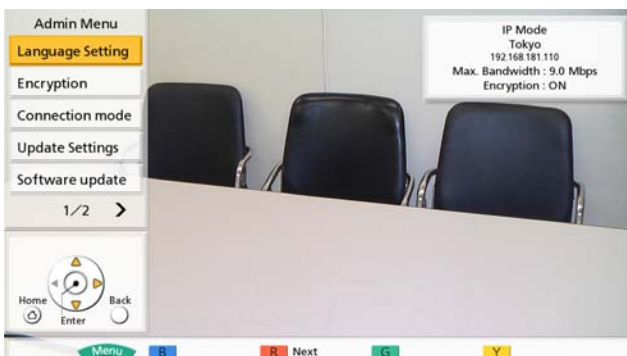 Admin Menu
Language Setting
Encryption
Connection mode
Update Settings
Software update
1/2
Home
Back
Enter
IP Mode
Tokyo
192.168.181.110
Max. Bandwidth : 9.0 Mbps
Encryption : ON
Menu
B
R Next
G
Y